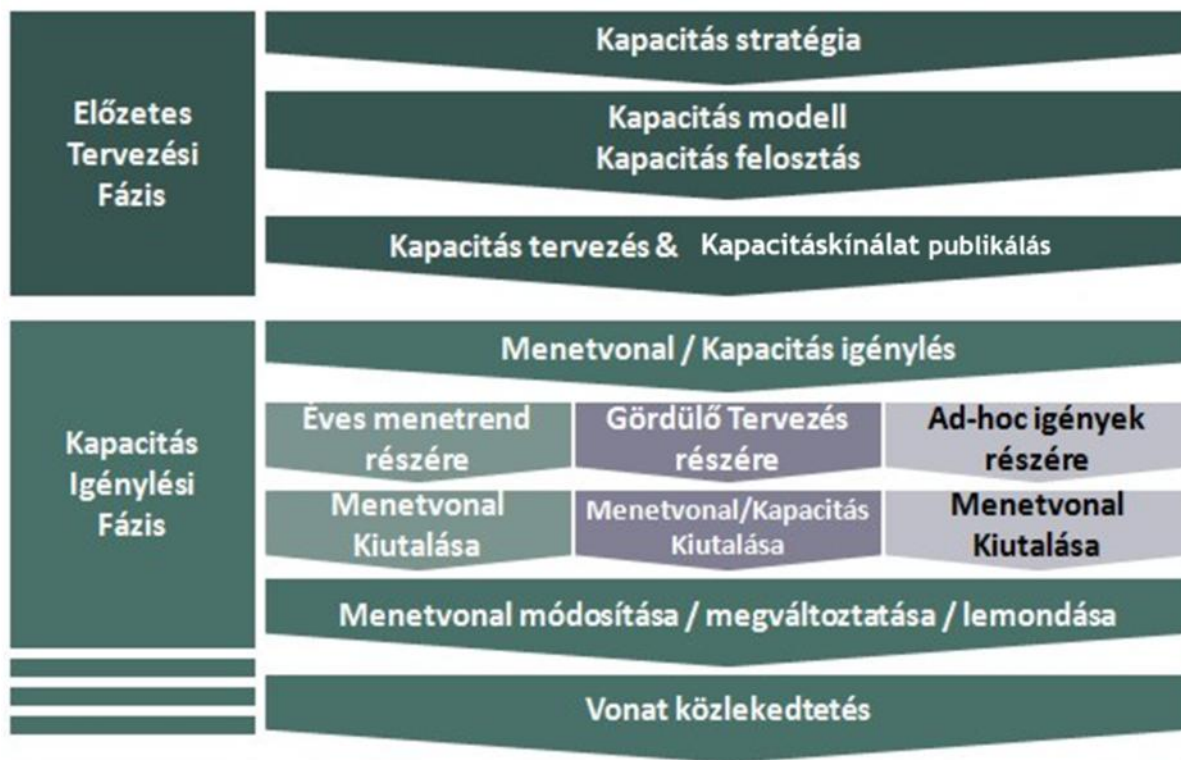 Előzetes
Tervezési
Fázis
Kapacitás stratégia
Kapacitás modell
Kapacitás felosztás
Kapacitás tervezés & Kapacitáskínálat publikálás
Kapacitás
Igénylési
Fázis
Menetvonal / Kapacitás igénylés
Éves menetrend
részére
Gördülő Tervezés
részére
Ad-hoc igények
részére
Menetvonal
Kiutalása
Menetvonal/Kapacitás
Kiutalása
Menetvonal
Kiutalása
Menetvonal módosítása / megváltoztatása / lemondása
Vonat közlekedtetés